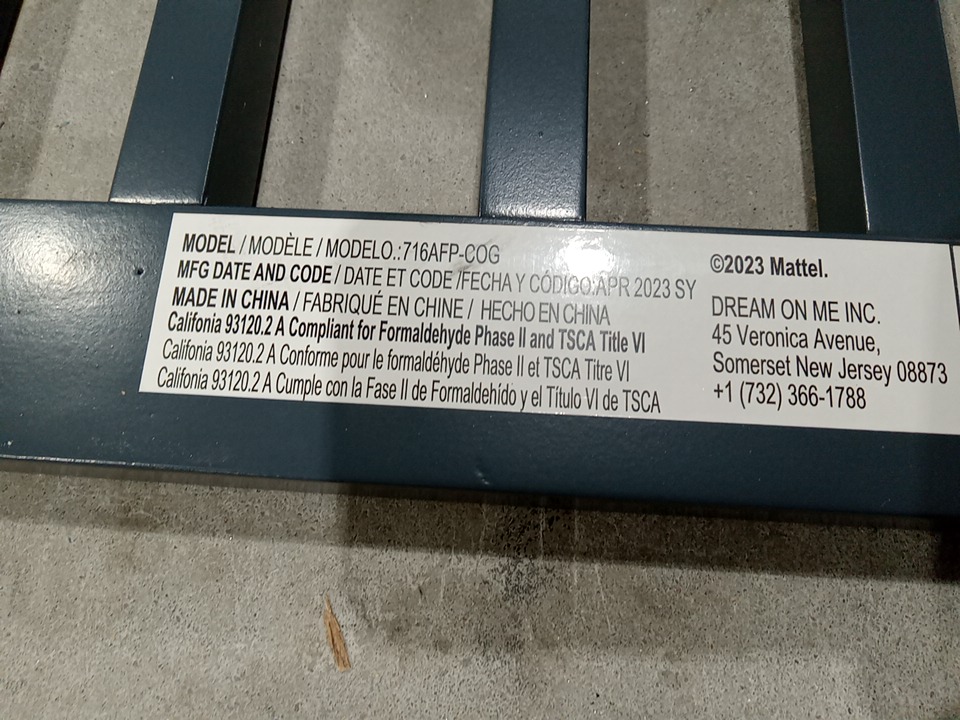 MODEL / MODÈLE / MODELO.:716AFP-COG
MFG DATE AND CODE / DATE ET CODE /FECHA Y CÓDIGO:APR 2023 SY
MADE IN CHINA / FABRIQUÉ EN CHINE / HECHO EN CHINA
Califonia 93120.2 A Compliant for Formaldehyde Phase II and TSCA Title VI
Califonia 93120.2 A Conforme pour le formaldéhyde Phase II et TSCA Titre VI
Califonia 93120.2 A Cumple con la Fase II de Formaldehído y el Título VI de TSCA
©2023 Mattel.
DREAM ON ME INC.
45 Veronica Avenue,
Somerset New Jersey 08873
+1 (732) 366-1788